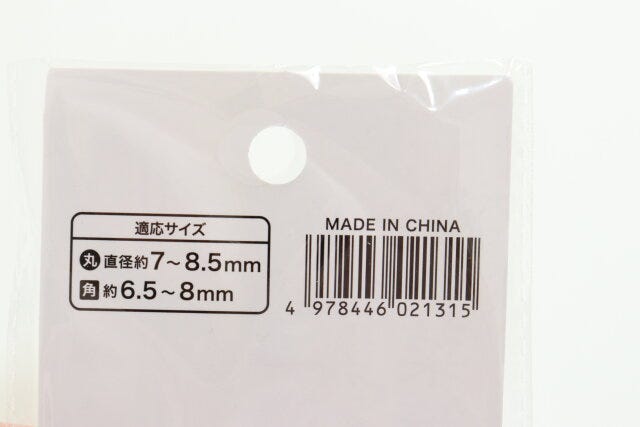 適応サイズ
丸 直径約7～8.5mm
角 約6.5～8mm
MADE IN CHINA
4 978446 021315